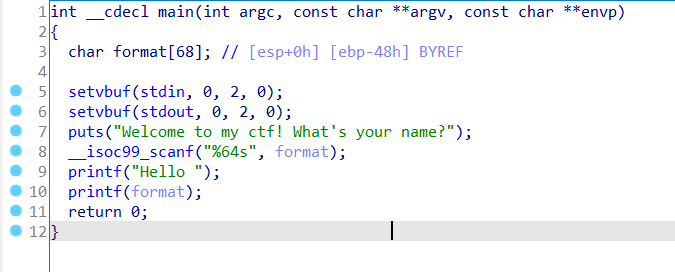 1 int __cdecl main(int argc, const char **argv, const char **envp)
2 {
3 char format[68]; // [esp+0h] [ebp-48h] BYREF
4
5 setvbuf(stdin, 0, 2, 0);
6 setvbuf(stdout, 0, 2, 0);
7 puts("Welcome to my ctf! What's your name?");
8 __isoc99_scanf("%64s", format);
9 printf("Hello ");
10 printf(format);
11 return 0;
12 }